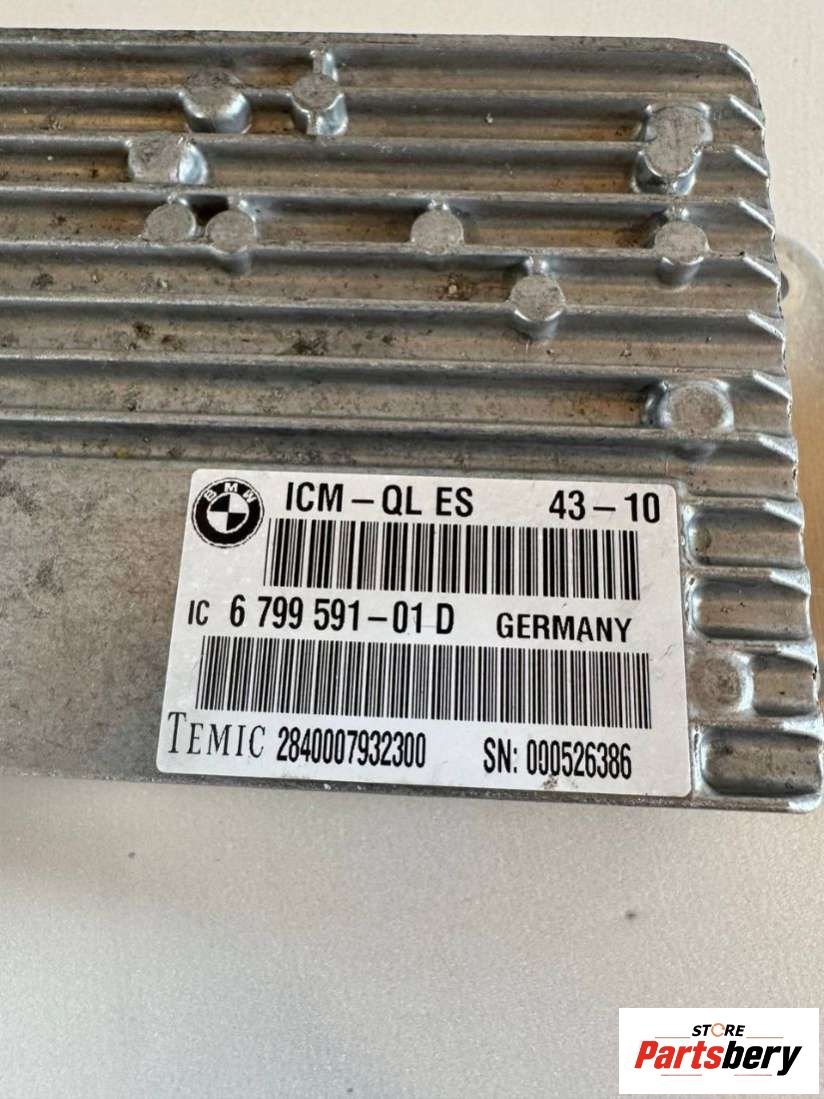 BMW
ICM-QL ES 43-10
IC 6 799 591-01 D GERMANY
TEMIC 2840007932300 SN: 000526386
STORE
Partsbery